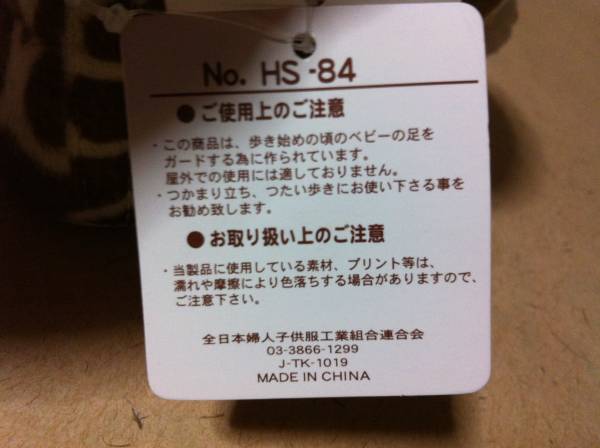 No. HS-84
●ご使用上のご注意
・この商品は、歩き始めの頃のベビーの足を
ガードする為に作られています。
屋外での使用には適しておりません。
・つかまり立ち、つたい歩きにお使い下さる事を
お勧め致します。
●お取り扱い上のご注意
・当製品に使用している素材、プリント等は、
濡れや摩擦により色落ちする場合がありますので、
ご注意下さい。
全日本婦人子供服工業組合連合会
03-3866-1299
J-TK-1019
MADE IN CHINA